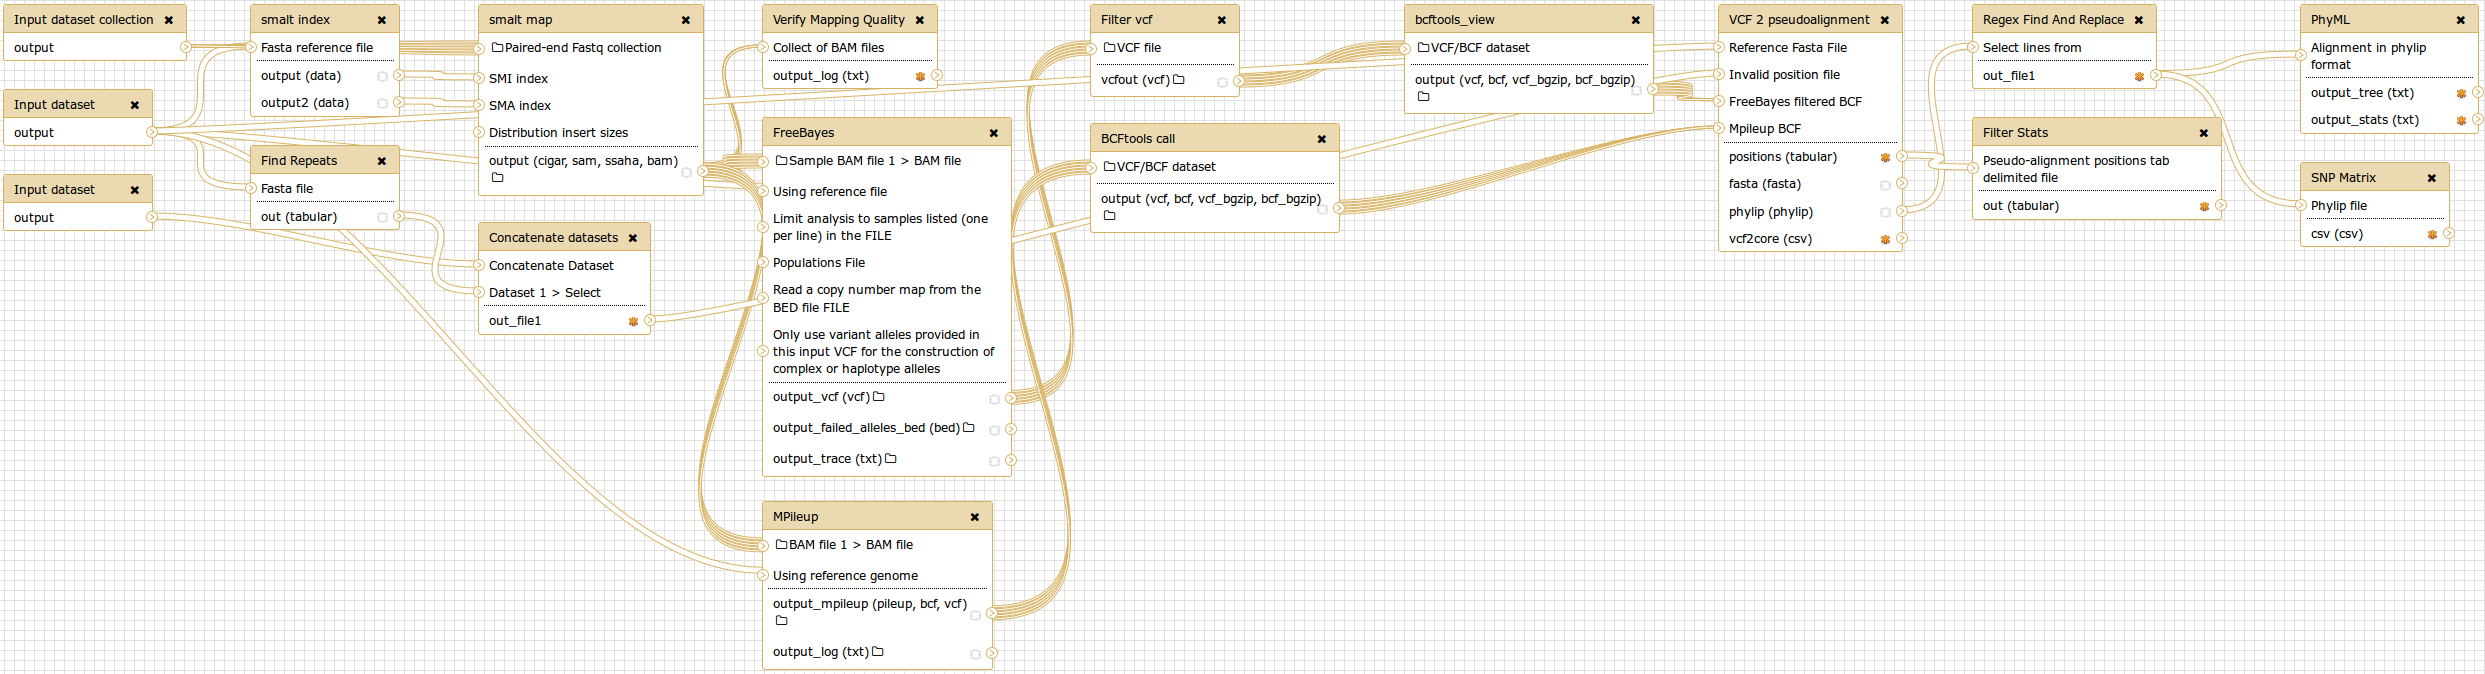 Input dataset collection
output
Input dataset
output
Input dataset
output
smalt index
Fasta reference file
output (data)
output2 (data)
Find Repeats
Fasta file
out (tabular)
smalt map
Paired-end Fastq collection
SMI index
SMA index
Distribution insert sizes
output (cigar, sam, ssaha, bam)
Concatenate datasets
Concatenate Dataset
Dataset 1 > Select
out_file1
Verify Mapping Quality
Collect of BAM files
output_log (txt)
FreeBayes
Sample BAM file 1 > BAM file
Using reference file
Limit analysis to samples listed (one
per line) in the FILE
Populations File
Read a copy number map from the
BED file FILE
Only use variant alleles provided in
this input VCF for the construction of
complex or haplotype alleles
output_vcf (vcf)
output_failed_alleles_bed (bed)
output_trace (txt)
MPileup
BAM file 1 > BAM file
Using reference genome
output_mpileup (pileup, bcf, vcf)
output_log (txt)
Filter vcf
VCF file
vcfout (vcf)
BCFtools call
VCF/BCF dataset
output (vcf, bcf, vcf_bgzip, bcf_bgzip)
bcftools_view
VCF/BCF dataset
output (vcf, bcf, vcf_bgzip, bcf_bgzip)
VCF 2 pseudoalignment
Reference Fasta File
Invalid position file
FreeBayes filtered BCF
Mpileup BCF
positions (tabular)
fasta (fasta)
phylip (phylip)
vcf2core (csv)
Regex Find And Replace
Select lines from
out_file1
Filter Stats
Pseudo-alignment positions tab
delimited file
out (tabular)
PhyML
Alignment in phylip
format
output_tree (txt)
output_stats (txt)
SNP Matrix
Phylip file
csv (csv)